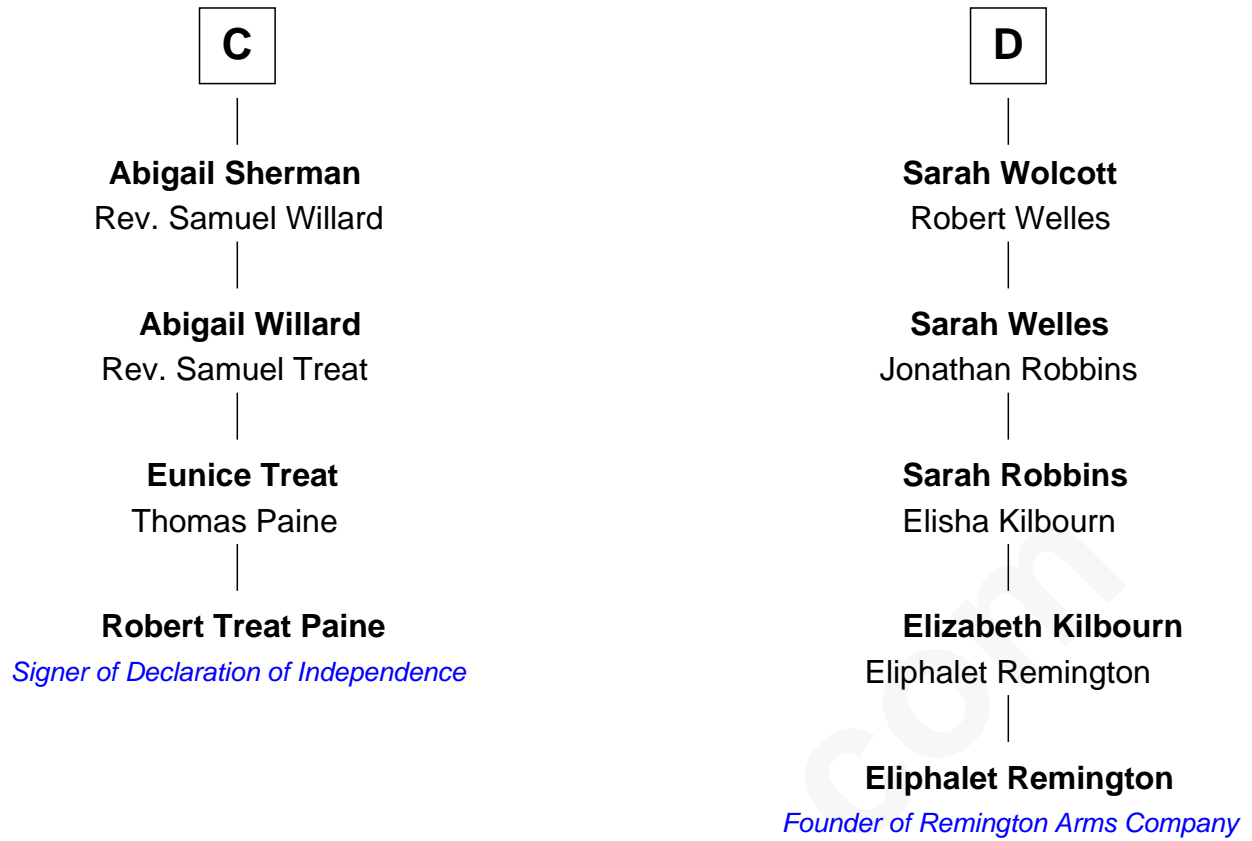 C
Abigail Sherman
Rev. Samuel Willard
Abigail Willard
Rev. Samuel Treat
Eunice Treat
Thomas Paine
Robert Treat Paine
Signer of Declaration of Independence
D
Sarah Wolcott
Robert Welles
Sarah Welles
Jonathan Robbins
Sarah Robbins
Elisha Kilbourn
Elizabeth Kilbourn
Eliphalet Remington
Eliphalet Remington
Founder of Remington Arms Company
com